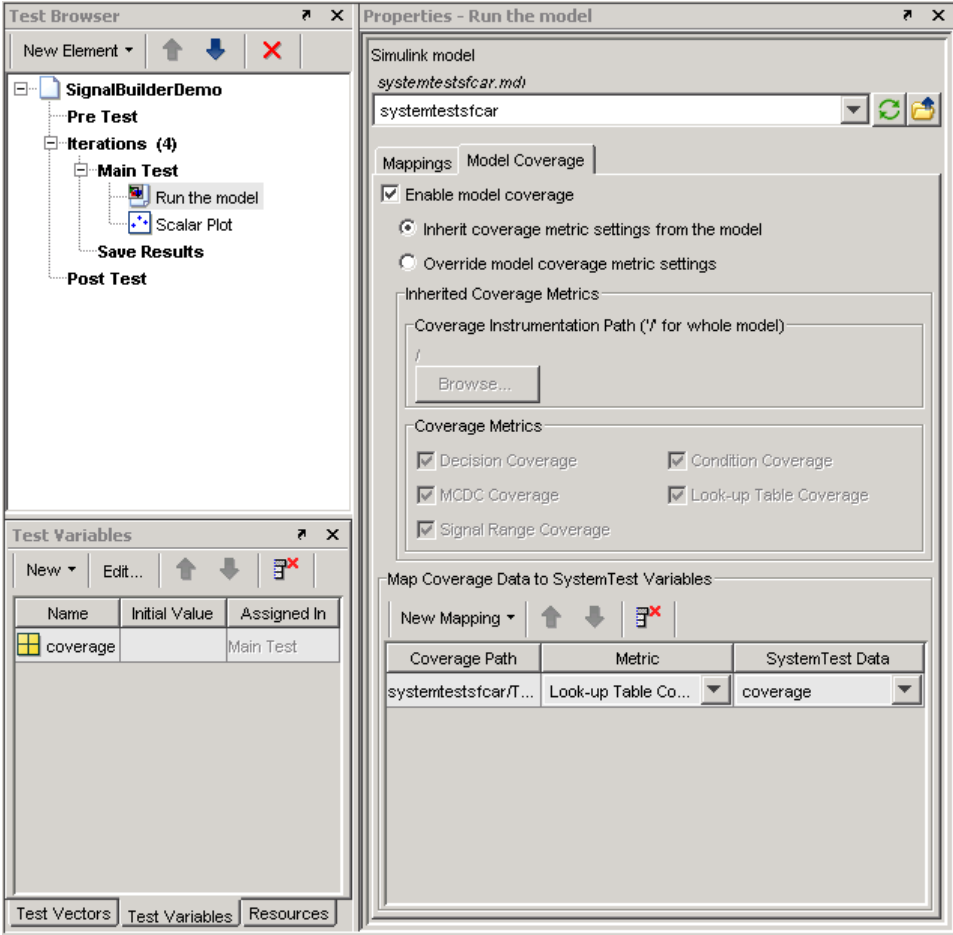 Test Browser
New Element
SignalBuilderDemo
Pre Test
Iterations (4)
Main Test
Run the model
Scalar Plot
Save Results
Post Test
Test Variables
New
Edit...
Name Initial Value Assigned In
coverage Main Test
Test Vectors Test Variables Resources
Properties - Run the model
Simulink model
systemtestsfcar.mdl
systemtestsfcar
Mappings Model Coverage
Enable model coverage
Inherit coverage metric settings from the model
Override model coverage metric settings
Inherited Coverage Metrics
Coverage Instrumentation Path ('/' for whole model)
/
Browse...
Coverage Metrics
Decision Coverage Condition Coverage
MCDC Coverage Look-up Table Coverage
Signal Range Coverage
Map Coverage Data to SystemTest Variables
New Mapping
Coverage Path Metric SystemTest Data
systemtestsfcar/T... Look-up Table Co... coverage